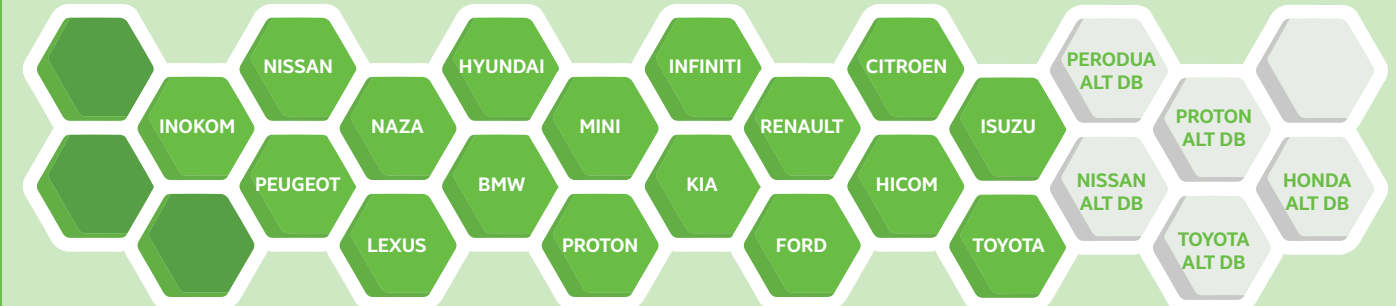 NISSAN
HYUNDAI
INFINITI
CITROEN
PERODUA
ALT DB
INOKOM
NAZA
MINI
RENAULT
ISUZU
PROTON
ALT DB
PEUGEOT
BMW
KIA
HICOM
NISSAN
ALT DB
HONDA
ALT DB
LEXUS
PROTON
FORD
TOYOTA
TOYOTA
ALT DB